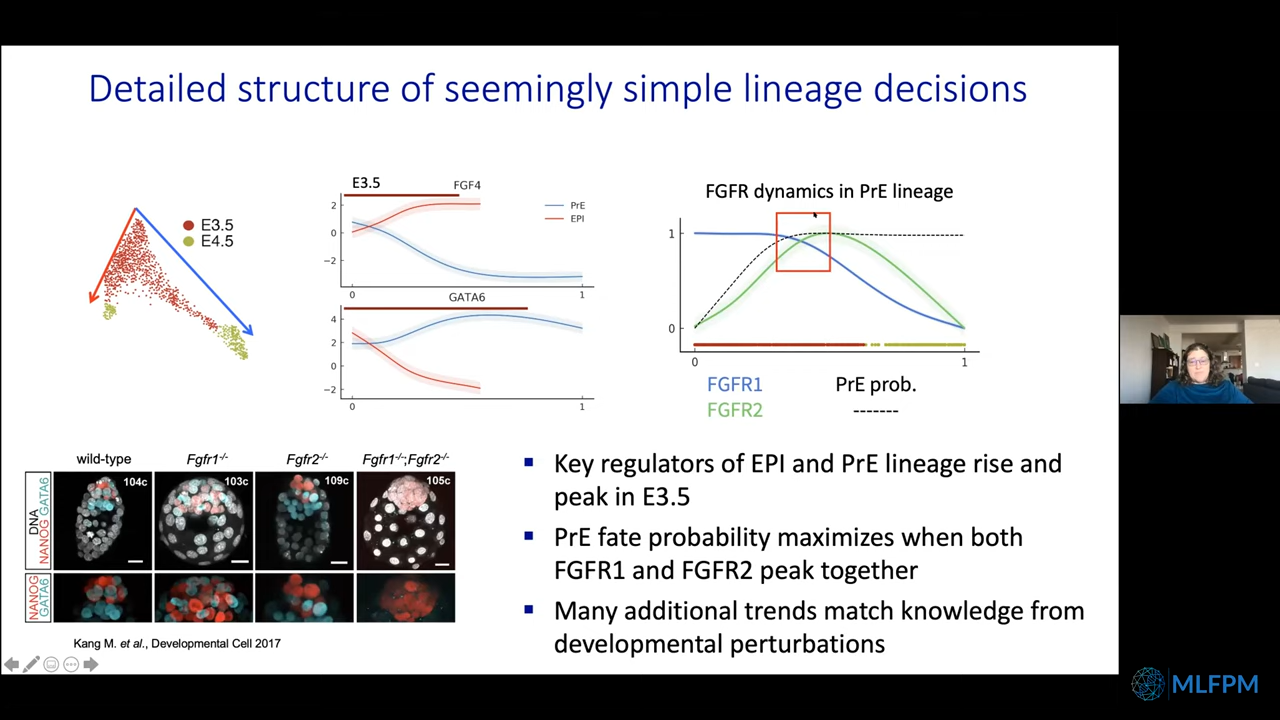 Detailed structure of seemingly simple lineage decisions
E3.5
E4.5
E3.5
FGF4
2
0
−2
PrE
EPI
0
1
GATA6
4
2
0
−2
0
1
FGFR dynamics in PrE lineage
1
0
0
1
FGFR1
FGFR2
PrE prob.
-------
wild-type
Fgfr1-/-
Fgfr2-/-
Fgfr1-/-;Fgfr2-/-
DNA
NANOG GATA6
104c
103c
109c
105c
NANOG
GATA6
Kang M. et al., Developmental Cell 2017
▪ Key regulators of EPI and PrE lineage rise and
peak in E3.5
▪ PrE fate probability maximizes when both
FGFR1 and FGFR2 peak together
▪ Many additional trends match knowledge from
developmental perturbations
MLFPM